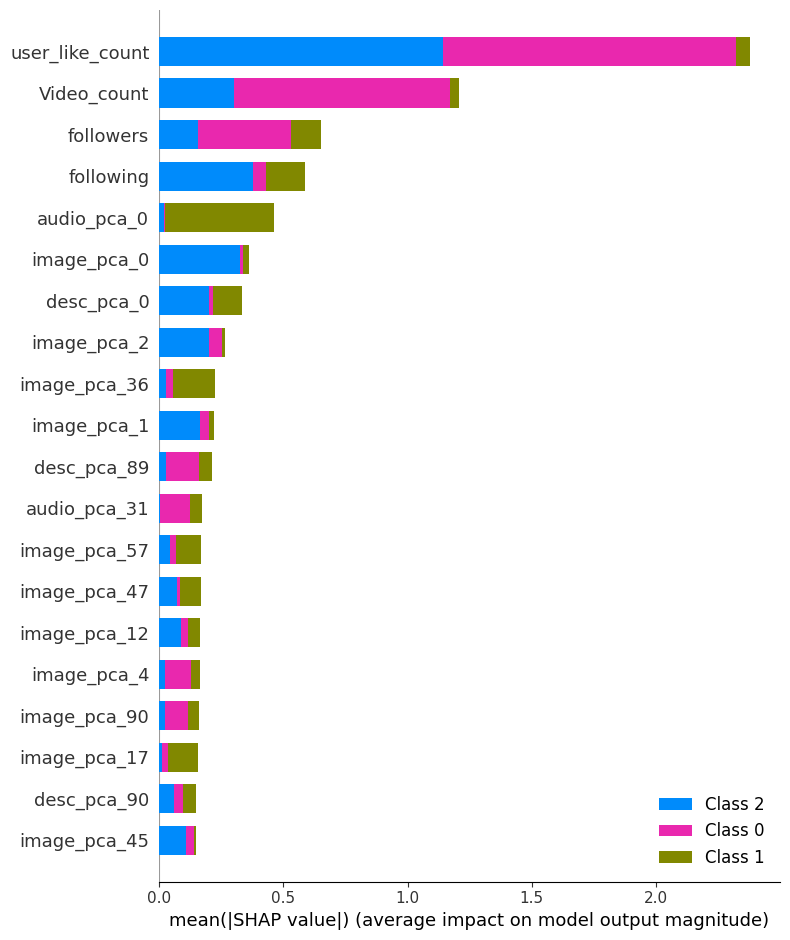 user_like_count
Video_count
followers
following
audio_pca_0
image_pca_0
desc_pca_0
image_pca_2
image_pca_36
image_pca_1
desc_pca_89
audio_pca_31
image_pca_57
image_pca_47
image_pca_12
image_pca_4
image_pca_90
image_pca_17
desc_pca_90
image_pca_45
Class 2
Class 0
Class 1
0.0 0.5 1.0 1.5 2.0
mean(|SHAP value|) (average impact on model output magnitude)